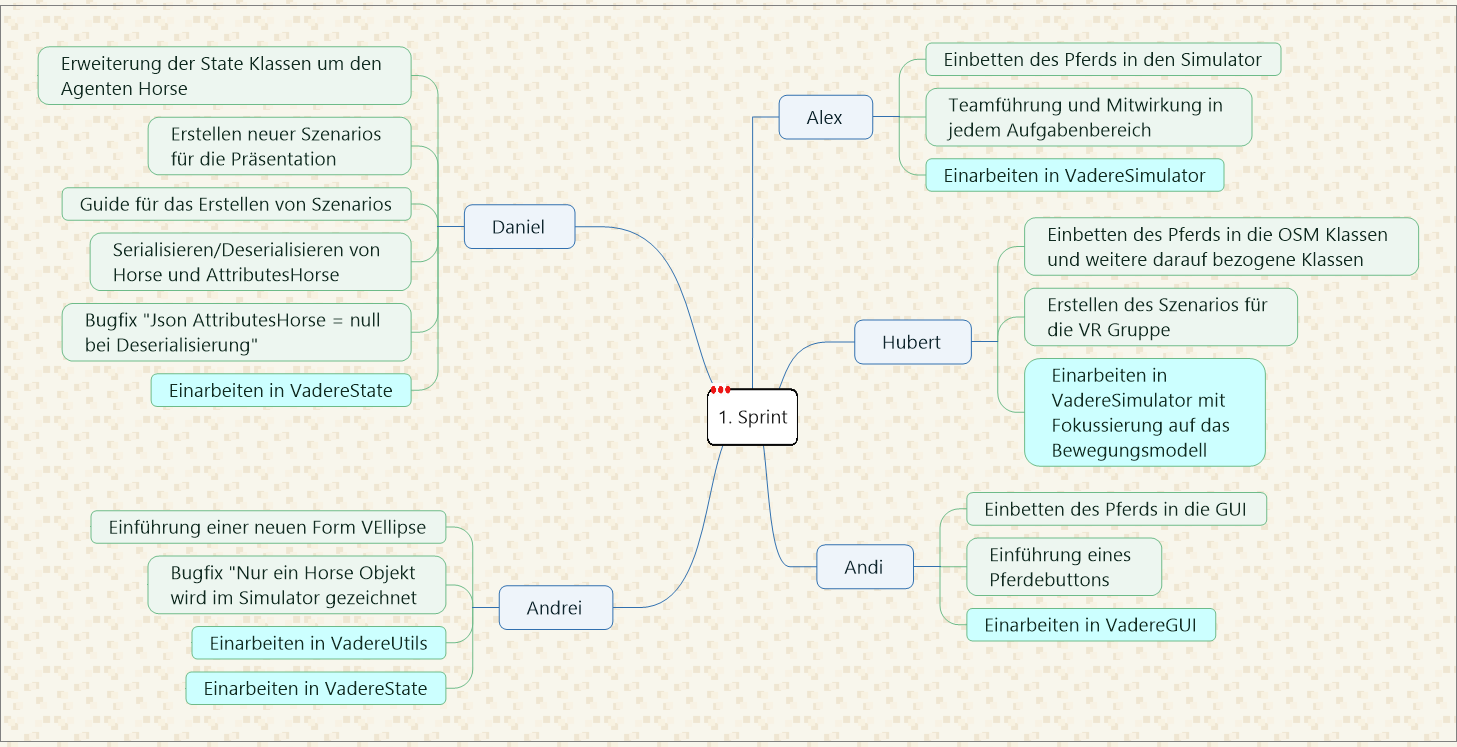 1. Sprint
Daniel
Erweiterung der State Klassen um den
Agenten Horse
Erstellen neuer Szenarios
für die Präsentation
Guide für das Erstellen von Szenarios
Serialisieren/Deserialisieren von
Horse und AttributesHorse
Bugfix "Json AttributesHorse = null
bei Deserialisierung"
Einarbeiten in VadereState
Andrei
Einführung einer neuen Form VEllipse
Bugfix "Nur ein Horse Objekt
wird im Simulator gezeichnet
Einarbeiten in VadereUtils
Einarbeiten in VadereState
Alex
Einbetten des Pferds in den Simulator
Teamführung und Mitwirkung in
jedem Aufgabenbereich
Einarbeiten in VadereSimulator
Hubert
Einbetten des Pferds in die OSM Klassen
und weitere darauf bezogene Klassen
Erstellen des Szenarios für
die VR Gruppe
Einarbeiten in
VadereSimulator mit
Fokussierung auf das
Bewegungsmodell
Andi
Einbetten des Pferds in die GUI
Einführung eines
Pferdebuttons
Einarbeiten in VadereGUI